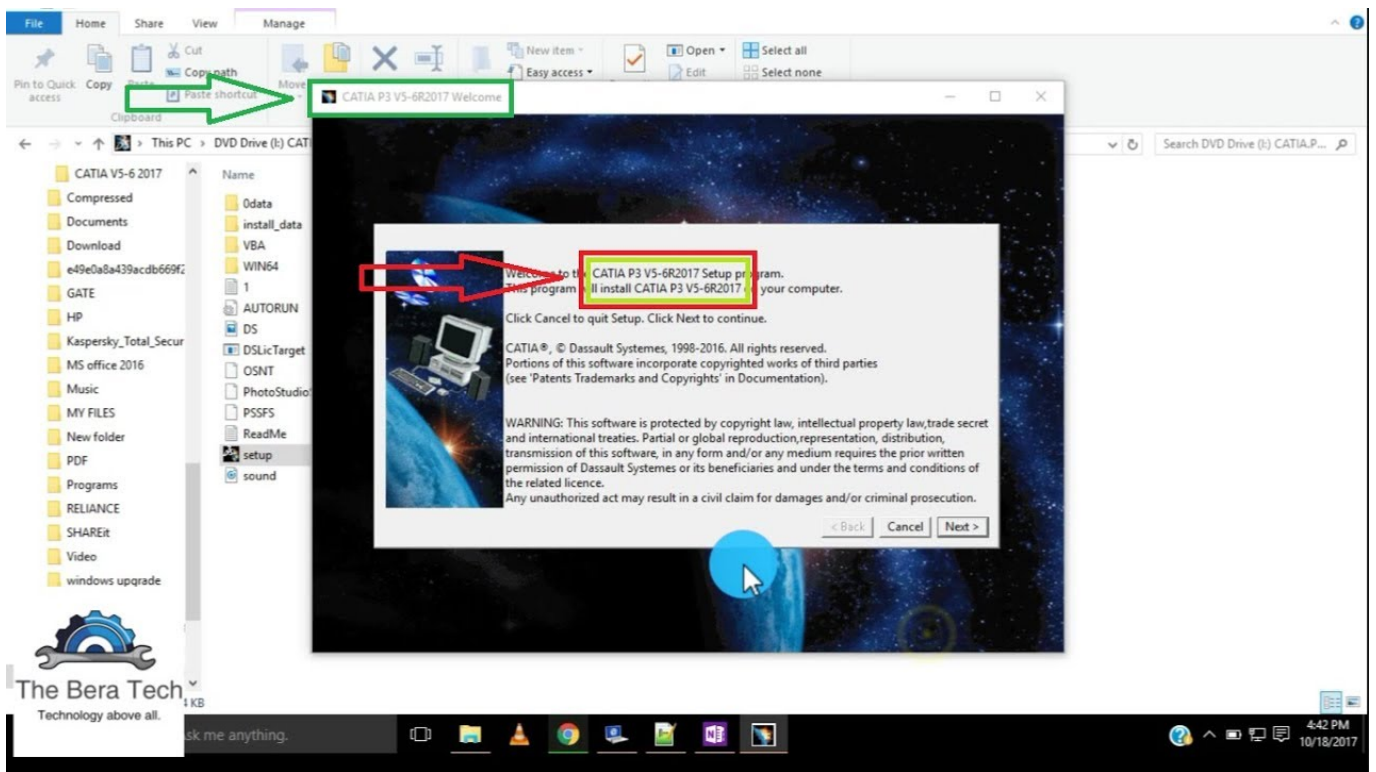 File Home Share View Manage
Cut
Copy path
Paste shortcut
Pin to Quick access
Copy
Move
Clipboard
New item
Easy access
Open
Edit
Select all
Select none
CATIA P3 V5-6R2017 Welcome
This PC > DVD Drive (I:) CATI
Search DVD Drive (I:) CATIA.P...
CATIA V5-6 2017
Compressed
Documents
Download
e49e0a8a439acdb669f2
GATE
HP
Kaspersky_Total_Secur
MS office 2016
Music
MY FILES
New folder
PDF
Programs
RELIANCE
SHAREit
Video
windows upqrade
Name
0data
install_data
VBA
WIN64
1
AUTORUN
DS
DSLicTarget
OSNT
PhotoStudio
PSSFS
ReadMe
setup
sound
Welcome to the CATIA P3 V5-6R2017 Setup program.
This program will install CATIA P3 V5-6R2017 on your computer.
Click Cancel to quit Setup. Click Next to continue.
CATIA®, © Dassault Systemes, 1998-2016. All rights reserved.
Portions of this software incorporate copyrighted works of third parties
(see 'Patents Trademarks and Copyrights' in Documentation).
WARNING: This software is protected by copyright law, intellectual property law,trade secret
and international treaties. Partial or global reproduction,representation, distribution,
transmission of this software, in any form and/or any medium requires the prior written
permission of Dassault Systemes or its beneficiaries and under the terms and conditions of
the related licence.
Any unauthorized act may result in a civil claim for damages and/or criminal prosecution.
< Back Cancel Next >
The Bera Tech
Technology above all.
KB
me anything.
4:42 PM
10/18/2017